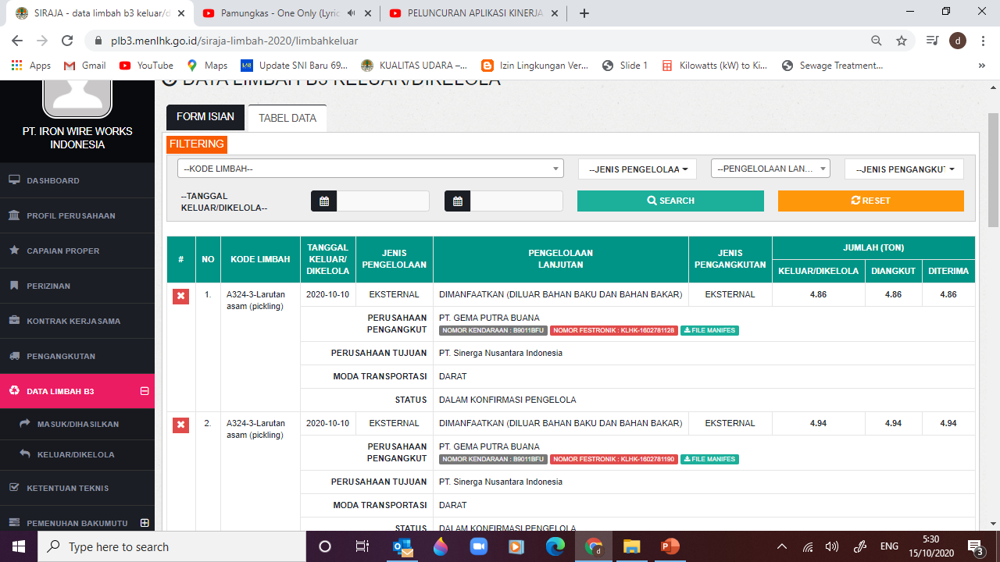 SIRAJA - data limbah b3 keluar/d
Pamungkas - One Only (Lyric
PELUNCURAN APLIKASI KINERJA
plb3.menlhk.go.id/siraja-limbah-2020/limbahkeluar
d
Apps
Gmail
YouTube
Maps
Update SNI Baru 69...
KUALITAS UDARA –...
Izin Lingkungan Ver...
Slide 1
Kilowatts (kW) to Ki...
Sewage Treatment...
»
PT. IRON WIRE WORKS
INDONESIA
DASHBOARD
PROFIL PERUSAHAAN
CAPAIAN PROPER
PERIZINAN
KONTRAK KERJASAMA
PENGANGKUTAN
DATA LIMBAH B3
MASUK/DIHASILKAN
KELUAR/DIKELOLA
KETENTUAN TEKNIS
PEMENUHAN BAKUMUTU
DATA LIMBAH B3 KELUAR/DIKELOLA
FORM ISIAN
TABEL DATA
FILTERING
--KODE LIMBAH--
--JENIS PENGELOLAA
--PENGELOLAAN LAN...
--JENIS PENGANGKUT
--TANGGAL
KELUAR/DIKELOLA--
SEARCH
RESET
#
NO
KODE LIMBAH
TANGGAL
KELUAR/
DIKELOLA
JENIS
PENGELOLAAN
PENGELOLAAN
LANJUTAN
JENIS
PENGANGKUTAN
JUMLAH (TON)
KELUAR/DIKELOLA
DIANGKUT
DITERIMA
1.
A324-3-Larutan
asam (pickling)
2020-10-10
EKSTERNAL
DIMANFAATKAN (DILUAR BAHAN BAKU DAN BAHAN BAKAR)
EKSTERNAL
4.86
4.86
4.86
PERUSAHAAN
PENGANGKUT
PT. GEMA PUTRA BUANA
NOMOR KENDARAAN : B9011BFU
NOMOR FESTRONIK : KLHK-1602781128
FILE MANIFES
PERUSAHAAN TUJUAN
PT. Sinerga Nusantara Indonesia
MODA TRANSPORTASI
DARAT
STATUS
DALAM KONFIRMASI PENGELOLA
2.
A324-3-Larutan
asam (pickling)
2020-10-10
EKSTERNAL
DIMANFAATKAN (DILUAR BAHAN BAKU DAN BAHAN BAKAR)
EKSTERNAL
4.94
4.94
4.94
PERUSAHAAN
PENGANGKUT
PT. GEMA PUTRA BUANA
NOMOR KENDARAAN : B9011BFU
NOMOR FESTRONIK : KLHK-1602781190
FILE MANIFES
PERUSAHAAN TUJUAN
PT. Sinerga Nusantara Indonesia
MODA TRANSPORTASI
DARAT
STATUS
DALAM KONFIRMASI PENGELOLA
Type here to search
ENG
5:30
15/10/2020
3